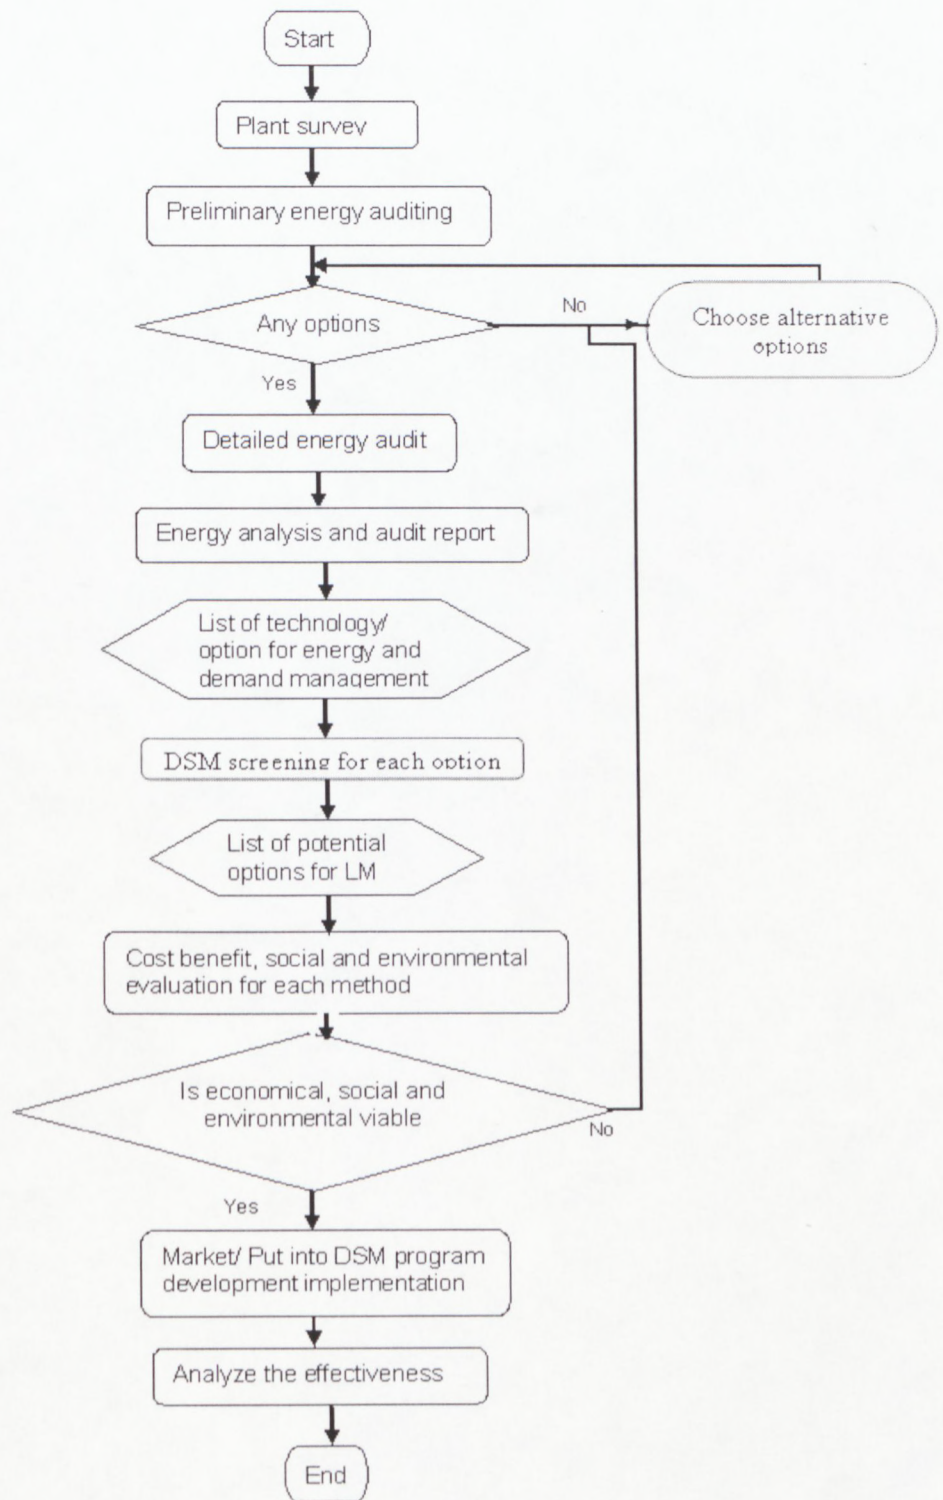 Start
Plant survey
Preliminary energy auditing
Any options
No
Choose alternative
options
Yes
Detailed energy audit
Energy analysis and audit report
List of technology/
option for energy and
demand management
DSM screening for each option
List of potential
options for LM
Cost benefit, social and environmental
evaluation for each method
Is economical, social and
environmental viable
No
Yes
Market/ Put into DSM program
development implementation
Analyze the effectiveness
End